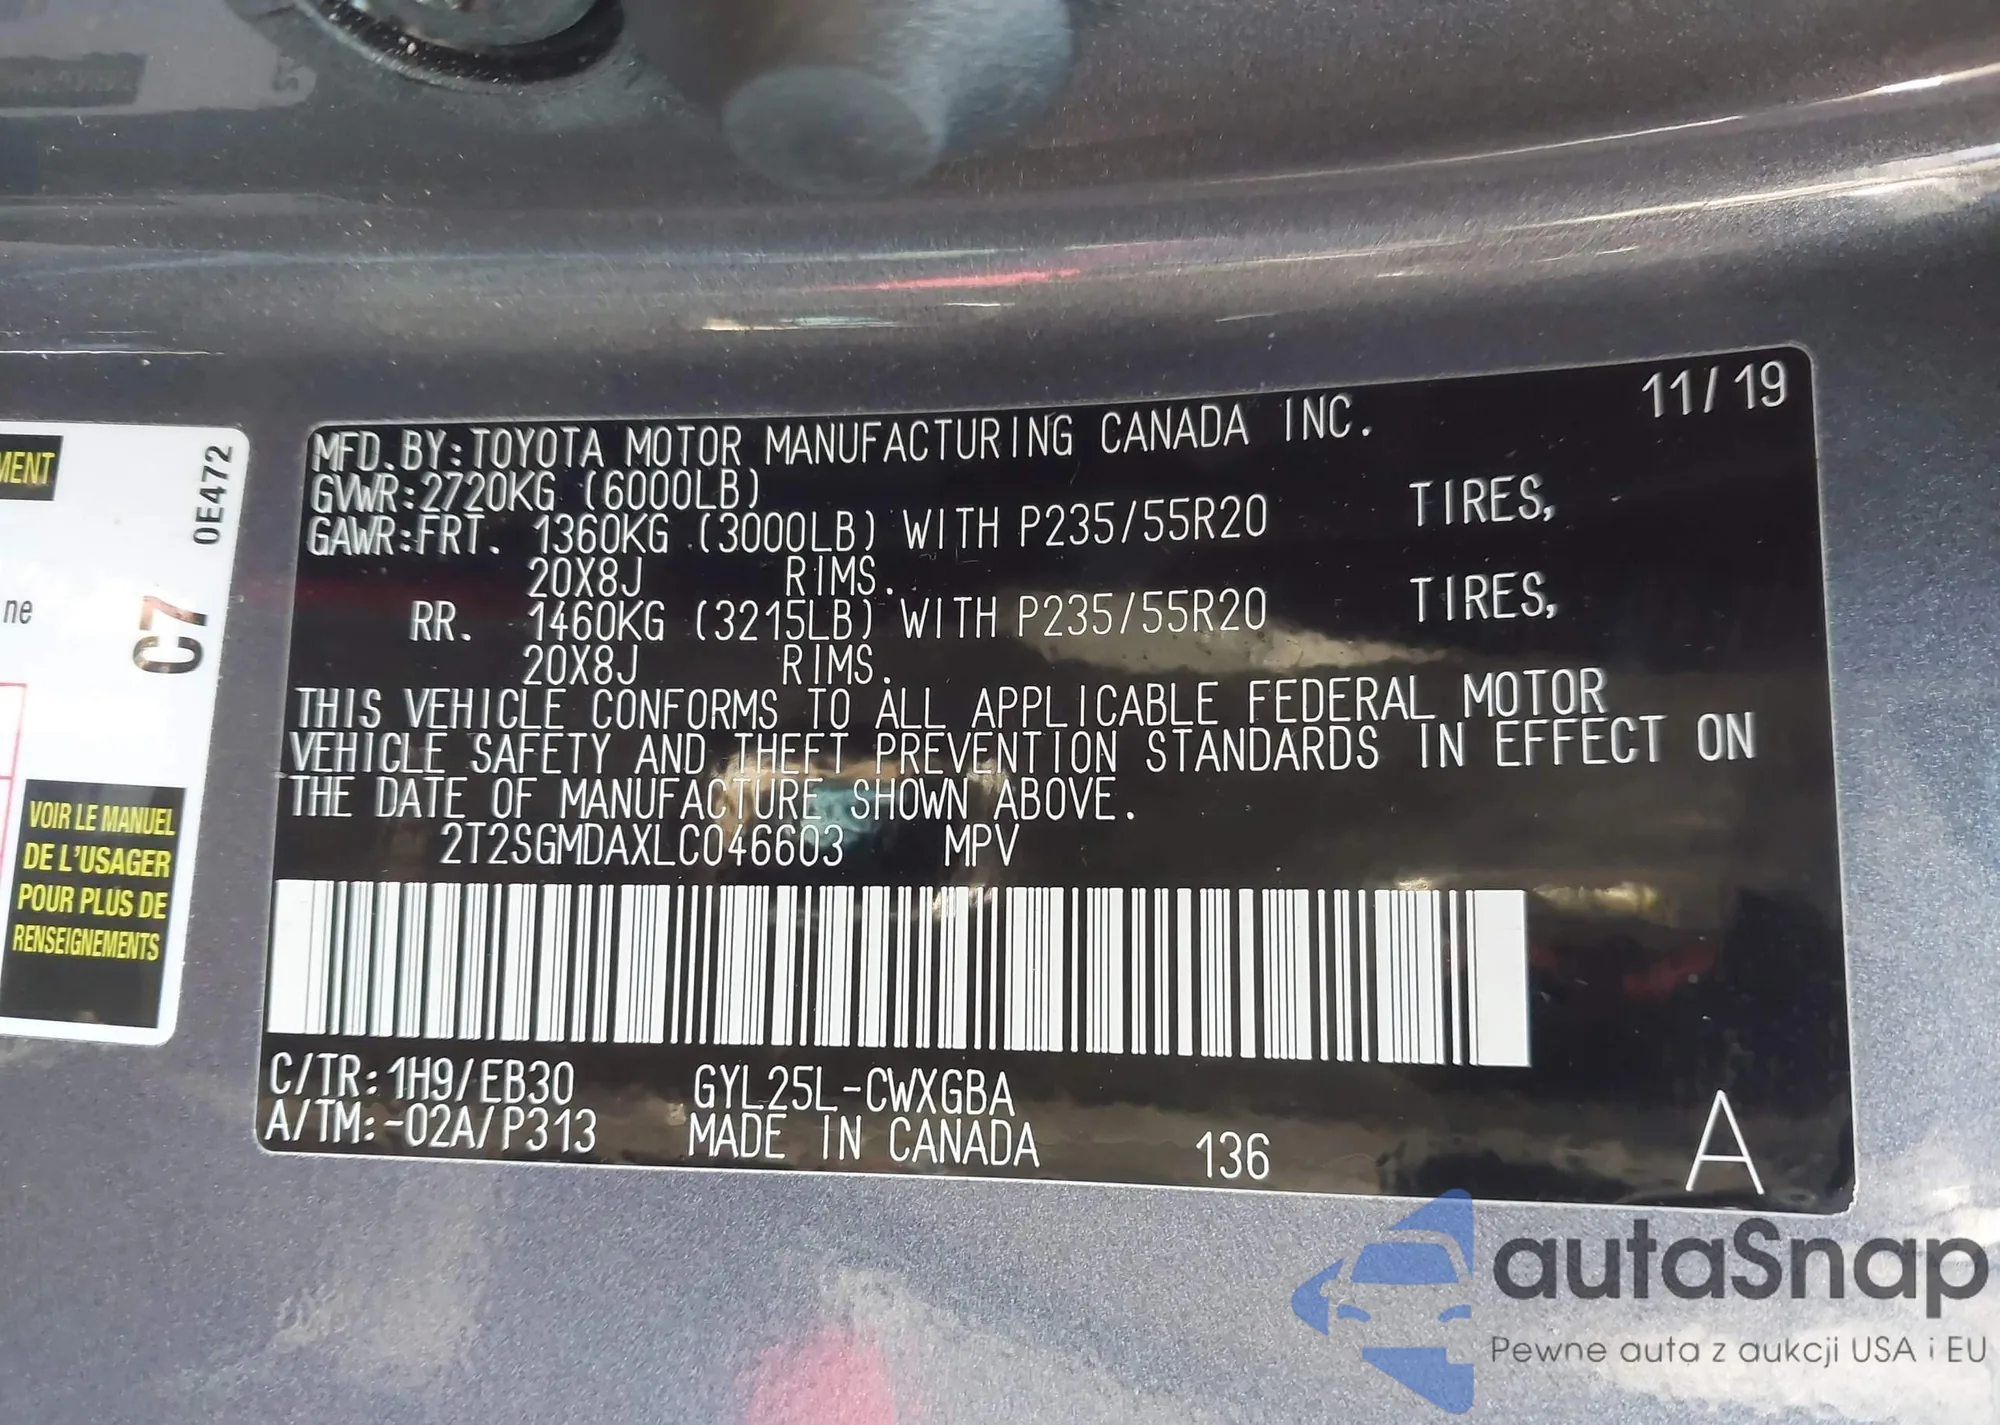 MENT
0E472
C7
ne
VOIR LE MANUEL
DE L'USAGER
POUR PLUS DE
RENSEIGNEMENTS
11/19
MFD.BY:TOYOTA MOTOR MANUFACTURING CANADA INC.
GVWR:2720KG (6000LB)
GAWR:FRT. 1360KG (3000LB) WITH P235/55R20 TIRES,
20X8J RIMS.
RR. 1460KG (3215LB) WITH P235/55R20 TIRES,
20X8J RIMS.
THIS VEHICLE CONFORMS TO ALL APPLICABLE FEDERAL MOTOR
VEHICLE SAFETY AND THEFT PREVENTION STANDARDS IN EFFECT ON
THE DATE OF MANUFACTURE SHOWN ABOVE.
2T2SGMDAXLC046603 MPV
C/TR:1H9/EB30 GYL25L-CWXGBA
A/TM:-02A/P313 MADE IN CANADA 136 A
autaSnap
Pewne auta z aukcji USA i EU